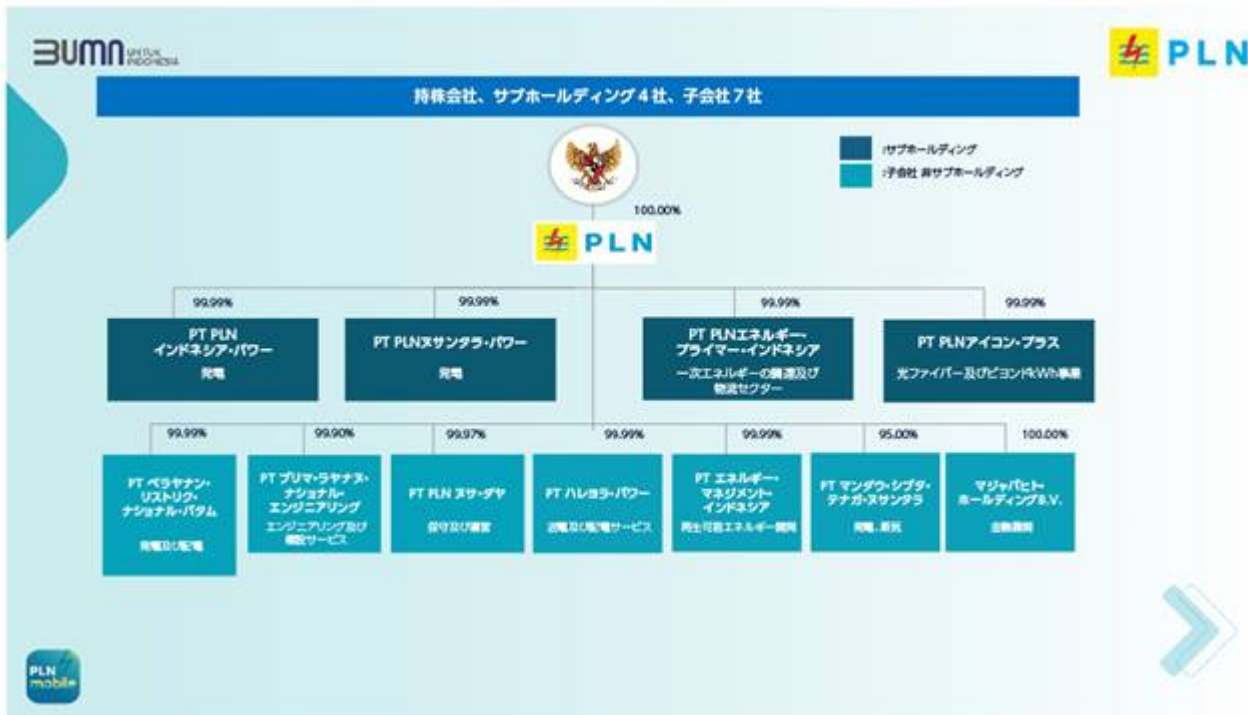 BUMN UNTUK INDONESIA
PLN
持株会社、サブホールディング4社、子会社7社
:サブホールディング
:子会社 非サブホールディング
100.00%
PLN
99.99%
99.99%
99.99%
99.99%
PT PLN
インドネシア・パワー
発電
PT PLNヌサンタラ・パワー
発電
PT PLNエネルギー・
プライマー・インドネシア
一次エネルギーの調達及び
物流セクター
PT PLNアイコン・プラス
光ファイバー及びビヨンドkWh事業
99.99%
99.90%
99.97%
99.99%
99.99%
95.00%
100.00%
PT ペラヤナン・
リストリク・
ナショナル・バタム
発電及び配電
PT プリマ・ラヤナヌ・
ナショナル・
エンジニアリング
エンジニアリング及び
建設サービス
PT PLN ヌサ・ダヤ
保守及び運営
PT ハレヨラ・パワー
送電及び配電サービス
PT エネルギー・
マネジメント・
インドネシア
再生可能エネルギー開発
PT マンダウ・シプタ・
テナガ・ヌサンタラ
発電、蒸気
マジャパヒト・
ホールディングB.V.
金融機関
PLN
mobile